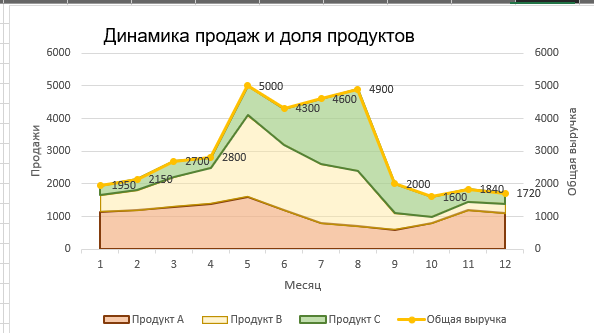 Динамика продаж и доля продуктов
6000 6000
5000 5000 4900 5000
4600
4000 4300 4000
3000 3000
2700 2800
2000 1950 2150 2000 1840 2000
1600 1720
1000 1000
0 0
1 2 3 4 5 6 7 8 9 10 11 12
Продажи
Общая выручка
Месяц
Продукт A Продукт B Продукт C Общая выручка